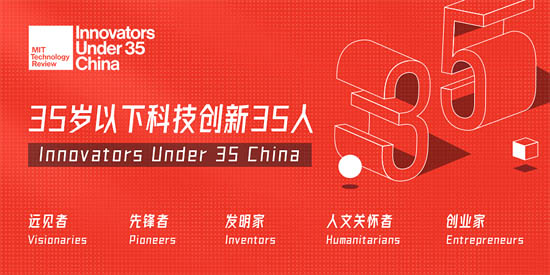 MIT
Technology
Review
Innovators
Under 35
China
35
35岁以下科技创新35人
Innovators Under 35 China
远见者
Visionaries
先锋者
Pioneers
发明家
Inventors
人文关怀者
Humanitarians
创业家
Entrepreneurs